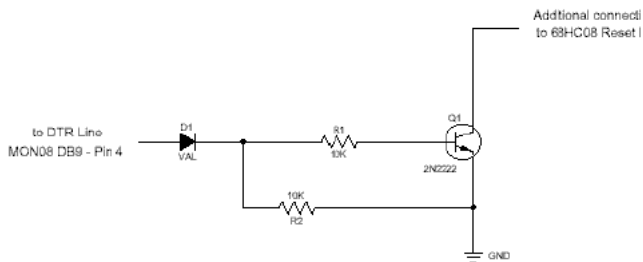 Addtional connecti
to 68HC08 Reset l
Q1
D1
R1
to DTR Line
MON08 DB9 - Pin 4
VAL
10K
2N2222
10K
R2
GND